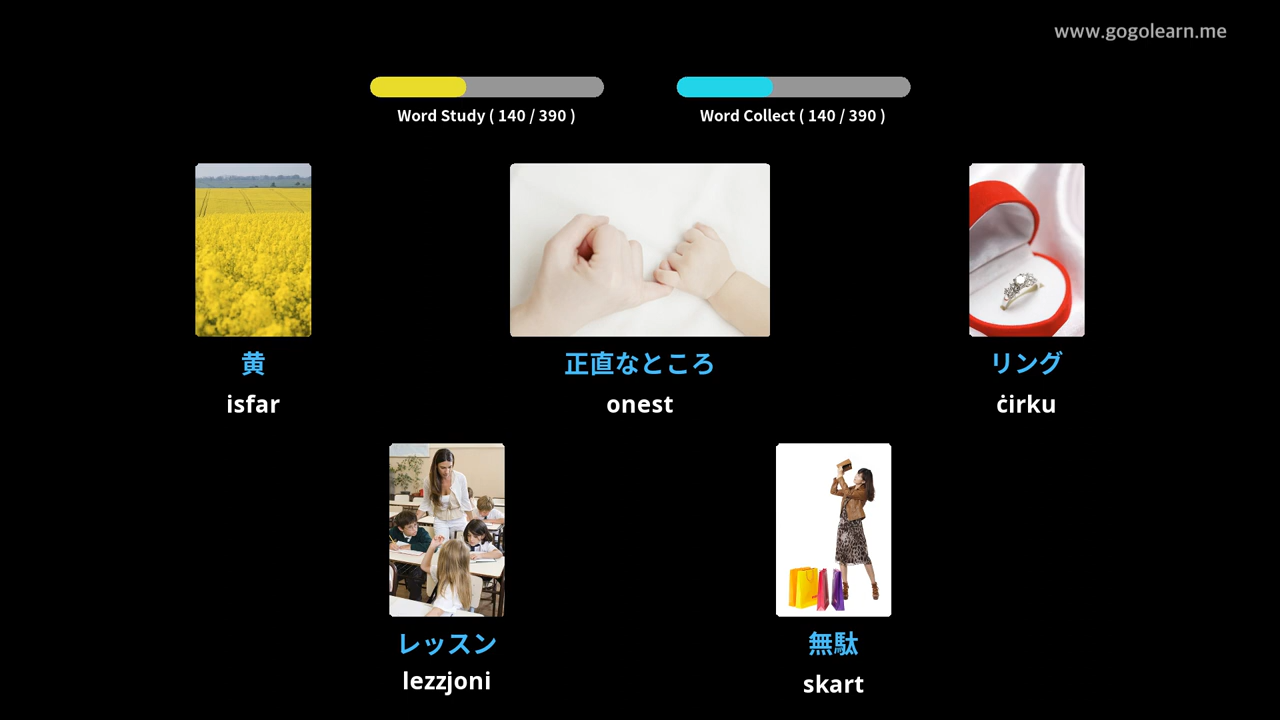 www.gogolearn.me
Word Study ( 140 / 390 )
Word Collect ( 140 / 390 )
黄
isfar
正直なところ
onest
リング
ċirku
レッスン
lezzjoni
無駄
skart